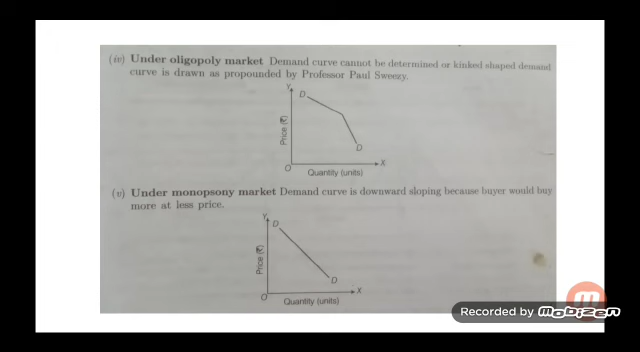 (iv) Under oligopoly market Demand curve cannot be determined or kinked shaped demand
curve is drawn as propounded by Professor Paul Sweezy.
Y
D
Price (₹)
D
O
X
Quantity (units)
(v) Under monopsony market Demand curve is downward sloping because buyer would buy
more at less price.
Y
D
Price (₹)
D
O
X
Quantity (units)
M
Recorded by MOBIZEN